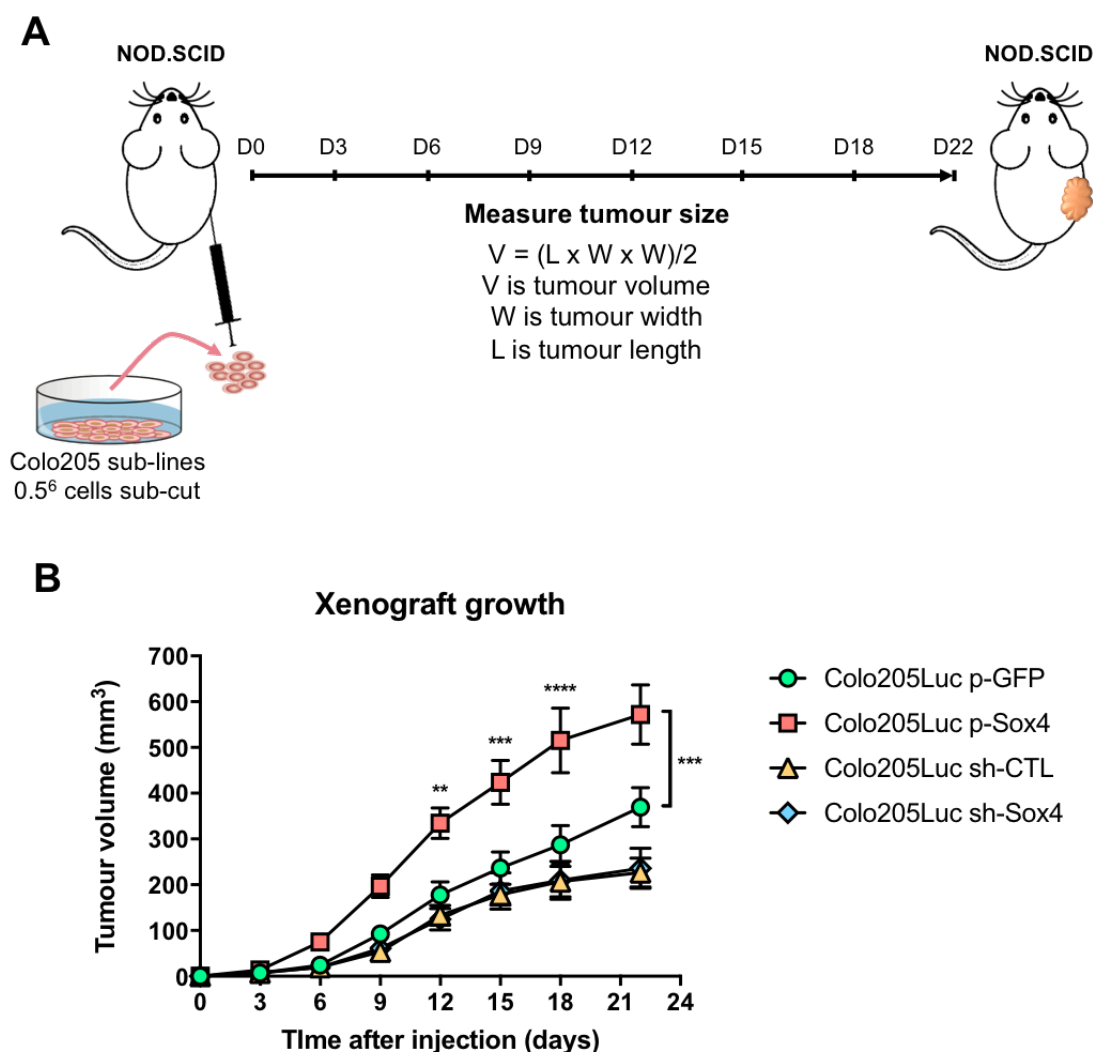 A
NOD.SCID
NOD.SCID
D0 D3 D6 D9 D12 D15 D18 D22
Measure tumour size
V = (L x W x W)/2
V is tumour volume
W is tumour width
L is tumour length
Colo205 sub-lines
0.5⁶ cells sub-cut
B
Xenograft growth
Tumour volume (mm³)
700
600
500
400
300
200
100
0
**
***
****
***
0 3 6 9 12 15 18 21 24
TIme after injection (days)
Colo205Luc p-GFP
Colo205Luc p-Sox4
Colo205Luc sh-CTL
Colo205Luc sh-Sox4